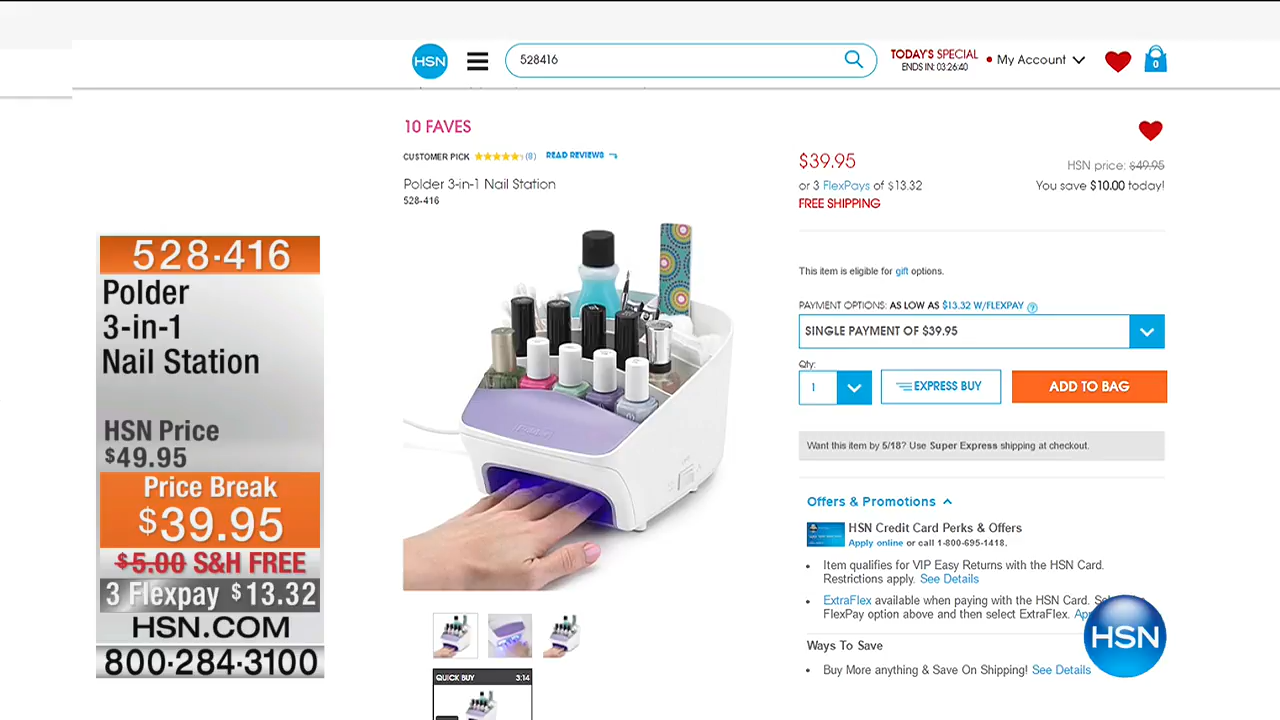 HSN
528416
TODAY'S SPECIAL
ENDS IN: 03:26:40
My Account
0
10 FAVES
CUSTOMER PICK (8) READ REVIEWS
Polder 3-in-1 Nail Station
528-416
$39.95
HSN price: $49.95
or 3 FlexPays of $13.32
You save $10.00 today!
FREE SHIPPING
This item is eligible for gift options.
PAYMENT OPTIONS: AS LOW AS $13.32 W/FLEXPAY ?
SINGLE PAYMENT OF $39.95
Qty:
1
EXPRESS BUY
ADD TO BAG
Want this item by 5/18? Use Super Express shipping at checkout.
Offers & Promotions
HSN Credit Card Perks & Offers
Apply online or call 1-800-695-1418.
• Item qualifies for VIP Easy Returns with the HSN Card.
Restrictions apply. See Details
• ExtraFlex available when paying with the HSN Card.
FlexPay option above and then select ExtraFlex.
Ways To Save
• Buy More anything & Save On Shipping! See Details
QUICK BUY 3:14
528·416
Polder
3-in-1
Nail Station
HSN Price
$49.95
Price Break
$39.95
$5.00 S&H FREE
3 Flexpay $13.32
HSN.COM
800·284·3100
HSN